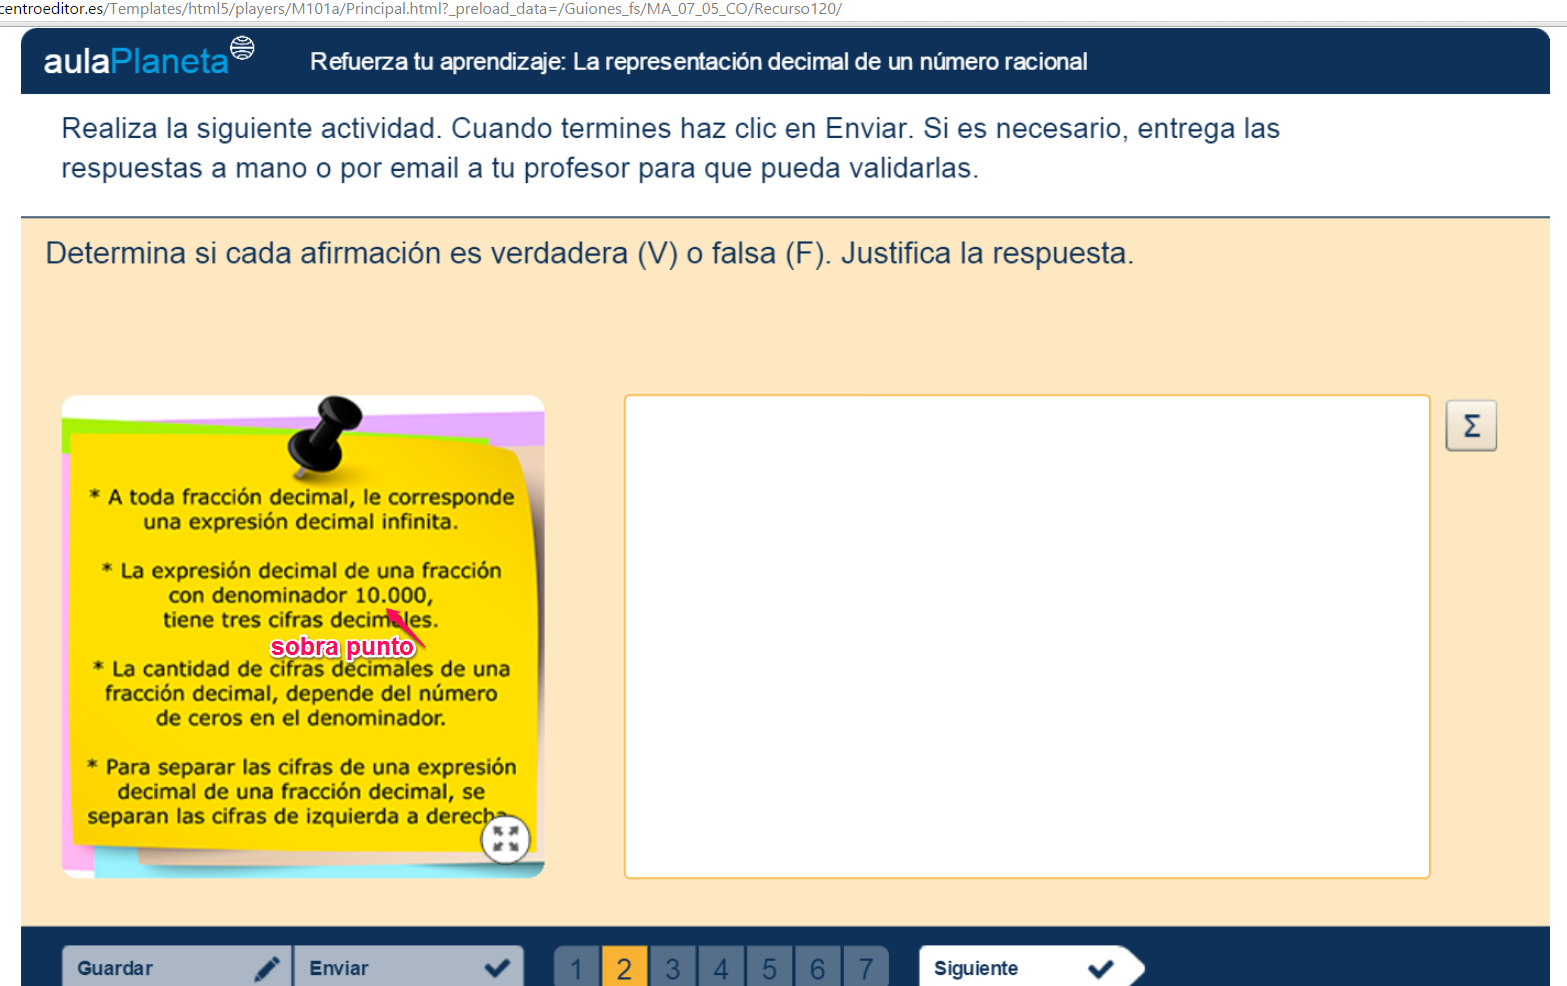 centroeditor.es/Templates/html5/players/M101a/Principal.html?_preload_data=/Guiones_fs/MA_07_05_CO/Recurso120/
aulaPlaneta
Refuerza tu aprendizaje: La representación decimal de un número racional
Realiza la siguiente actividad. Cuando termines haz clic en Enviar. Si es necesario, entrega las
respuestas a mano o por email a tu profesor para que pueda validarlas.
Determina si cada afirmación es verdadera (V) o falsa (F). Justifica la respuesta.
* A toda fracción decimal, le corresponde
una expresión decimal infinita.
* La expresión decimal de una fracción
con denominador 10.000,
tiene tres cifras decimales.
sobra punto
* La cantidad de cifras decimales de una
fracción decimal, depende del número
de ceros en el denominador.
* Para separar las cifras de una expresión
decimal de una fracción decimal, se
separan las cifras de izquierda a derecha
Σ
Guardar
Enviar
1 2 3 4 5 6 7
Siguiente